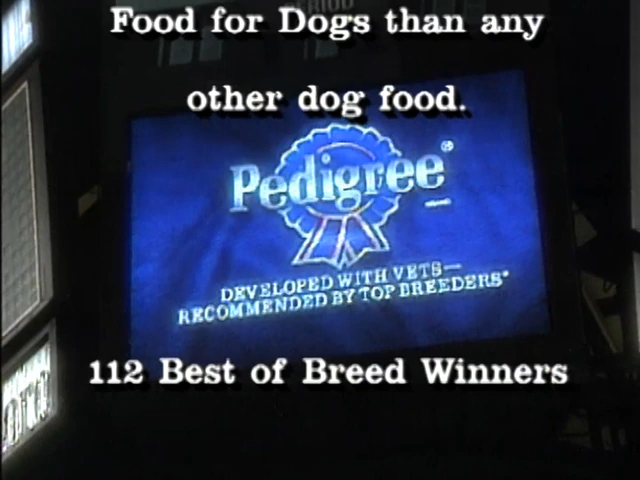 PERIOD
Food for Dogs than any
other dog food.
Pedigree®
DEVELOPED WITH VETS—
RECOMMENDED BY TOP BREEDERS*
112 Best of Breed Winners